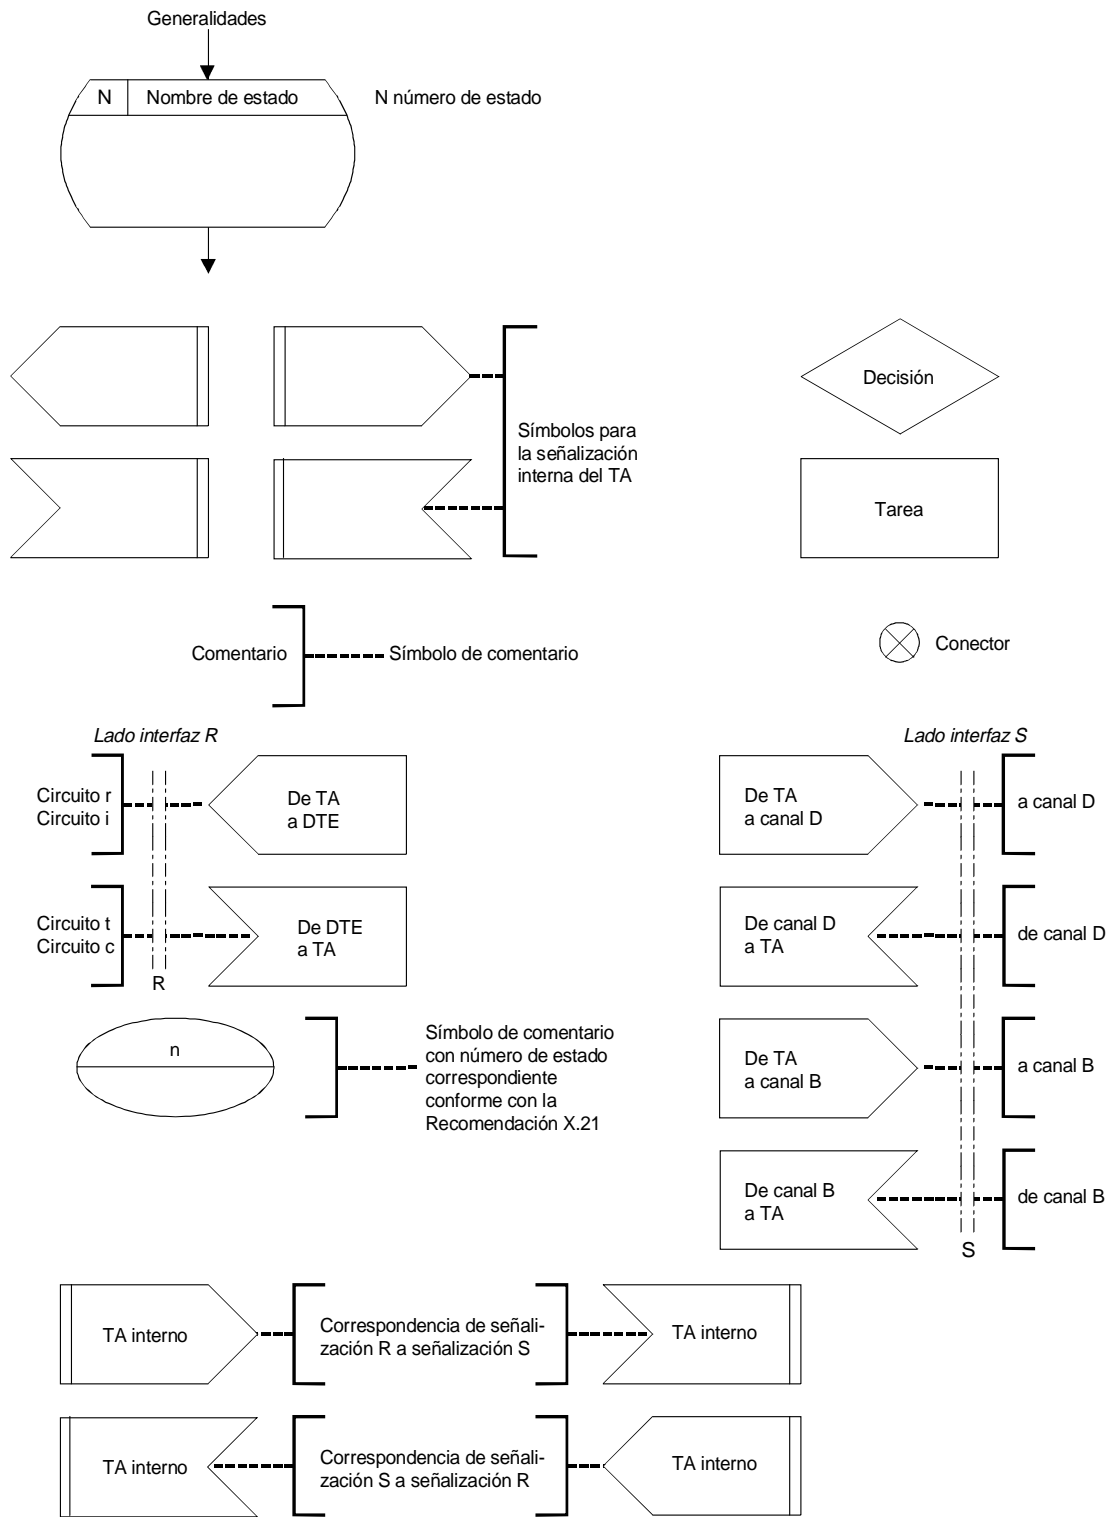 Generalidades
N
Nombre de estado
N número de estado
Símbolos para
la señalización
interna del TA
Decisión
Tarea
Comentario
Símbolo de comentario
Conector
Lado interfaz R
Circuito r
Circuito i
De TA
a DTE
Circuito t
Circuito c
De DTE
a TA
R
Lado interfaz S
De TA
a canal D
a canal D
De canal D
a TA
de canal D
De TA
a canal B
a canal B
De canal B
a TA
de canal B
S
n
Símbolo de comentario
con número de estado
correspondiente
conforme con la
Recomendación X.21
TA interno
Correspondencia de señali-
zación R a señalización S
TA interno
TA interno
Correspondencia de señali-
zación S a señalización R
TA interno